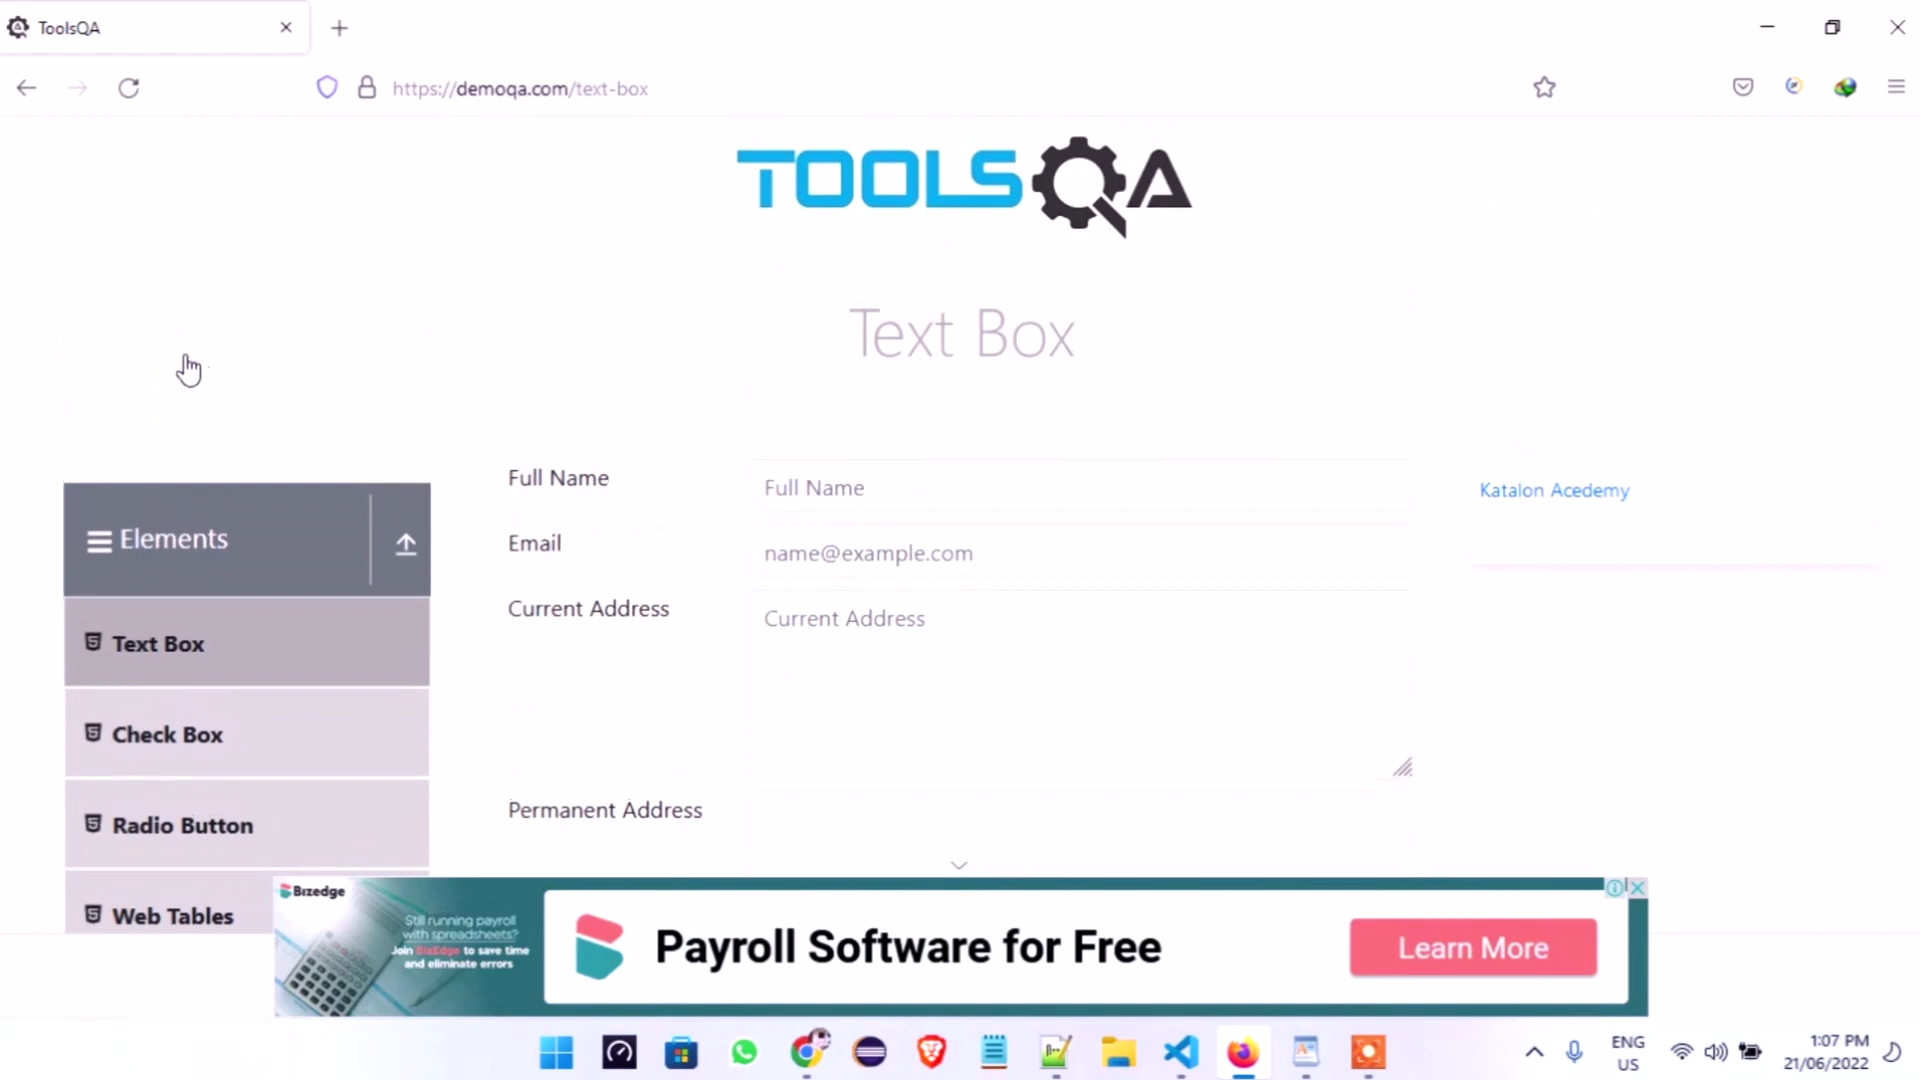 ToolsQA
https://demoqa.com/text-box
TOOLSQA
Text Box
Full Name
Full Name
Katalon Acedemy
Elements
Email
name@example.com
Current Address
Current Address
Text Box
Check Box
Radio Button
Permanent Address
Web Tables
Bizedge
Still running payroll
with spreadsheets?
Join BizEdge to save time
and eliminate errors
Payroll Software for Free
Learn More
ENG
US
1:07 PM
21/06/2022